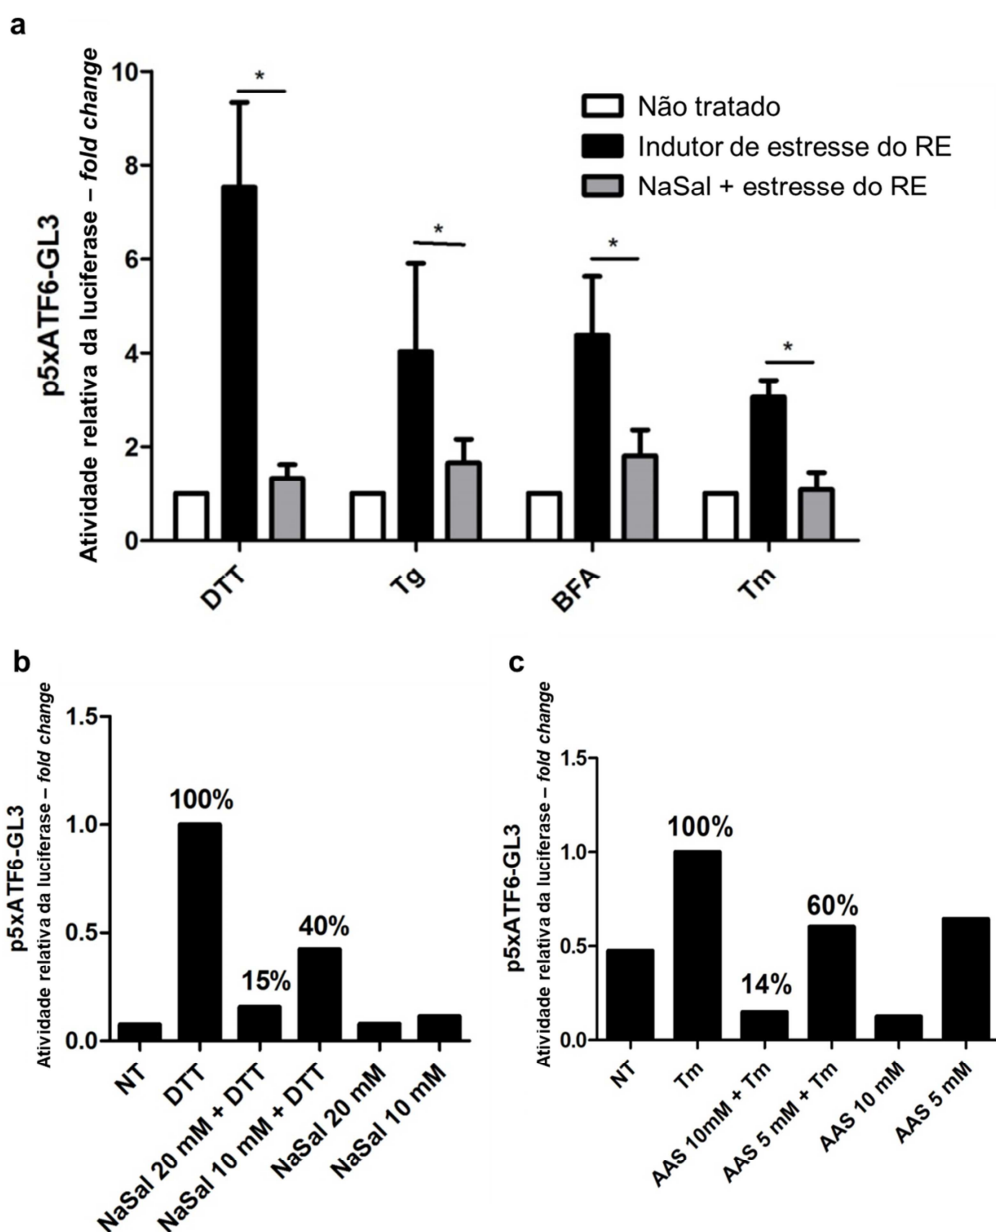 a
p5xATF6-GL3
Atividade relativa da luciferase – fold change
10
8
6
4
2
0
*
*
*
*
Não tratado
Indutor de estresse do RE
NaSal + estresse do RE
DTT
Tg
BFA
Tm
b
p5xATF6-GL3
Atividade relativa da luciferase – fold change
1.5
1.0
0.5
0.0
100%
15%
40%
NT
DTT
NaSal 20 mM + DTT
NaSal 10 mM + DTT
NaSal 20 mM
NaSal 10 mM
c
p5xATF6-GL3
Atividade relativa da luciferase – fold change
1.5
1.0
0.5
0.0
100%
14%
60%
NT
Tm
AAS 10mM + Tm
AAS 5 mM + Tm
AAS 10 mM
AAS 5 mM